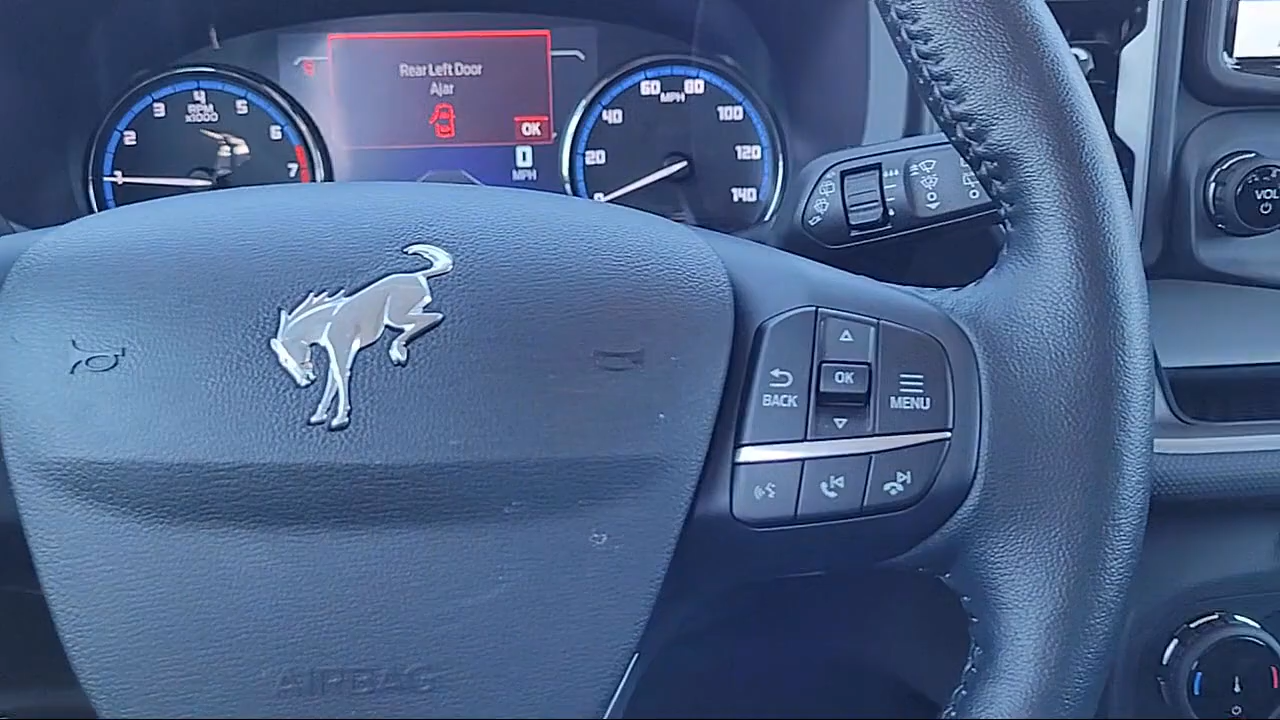 Rear Left Door
Ajar
OK
0
MPH
1
2
3
4
5
6
7
RPM
x1000
0
20
40
60
80
100
120
140
MPH
VOL
BACK
OK
MENU
AIRBAG